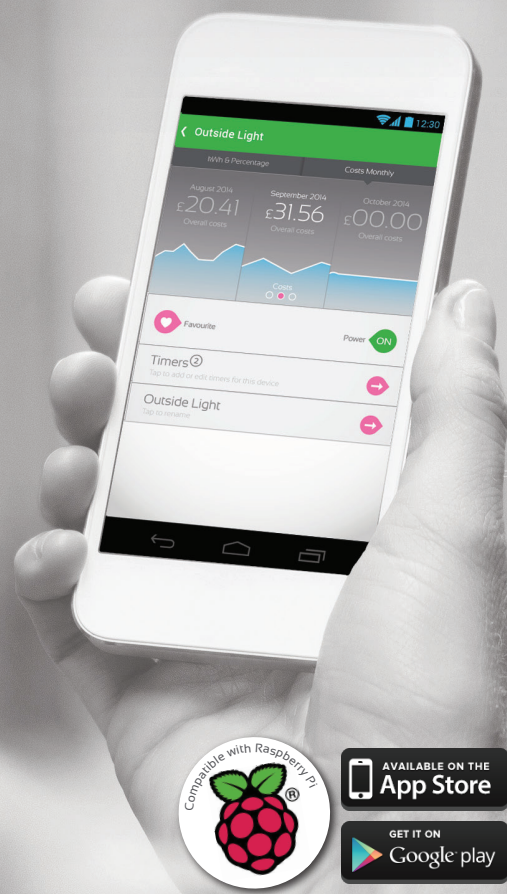 12:30
Outside Light
kWh & Percentage
Costs Monthly
August 2014
£20.41
Overall costs
September 2014
£31.56
Overall costs
October 2014
£00.00
Overall costs
Costs
Favourite
Power
ON
Timers 2
Tap to add or edit timers for this device
Outside Light
Tap to rename
Compatible with Raspberry Pi
®
AVAILABLE ON THE
App Store
GET IT ON
Google play